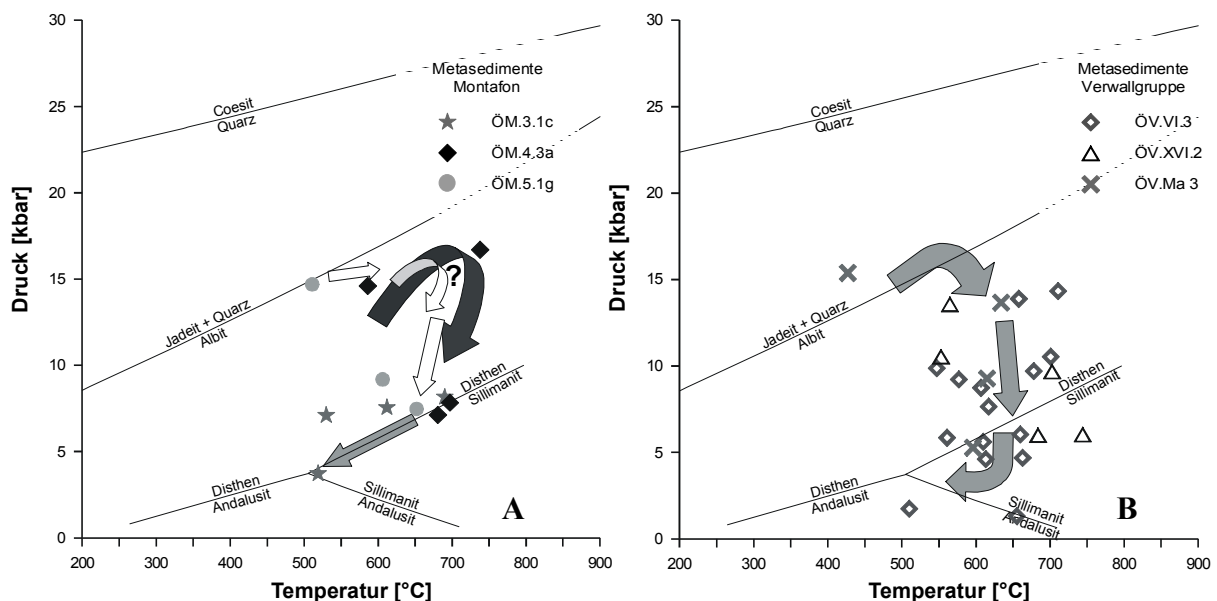 30
25
20
15
10
5
0
Druck [kbar]
200
300
400
500
600
700
800
900
Temperatur [°C]
Metasedimente
Montafon
ÖM.3.1c
ÖM.4.3a
ÖM.5.1g
Coesit
Quarz
Jadeit + Quarz
Albit
?
Disthen
Sillimanit
Disthen
Andalusit
Sillimanit
Andalusit
A
30
25
20
15
10
5
0
Druck [kbar]
200
300
400
500
600
700
800
900
Temperatur [°C]
Metasedimente
Verwallgruppe
ÖV.VI.3
ÖV.XVI.2
ÖV.Ma 3
Coesit
Quarz
Jadeit + Quarz
Albit
Disthen
Sillimanit
Disthen
Andalusit
Sillimanit
Andalusit
B